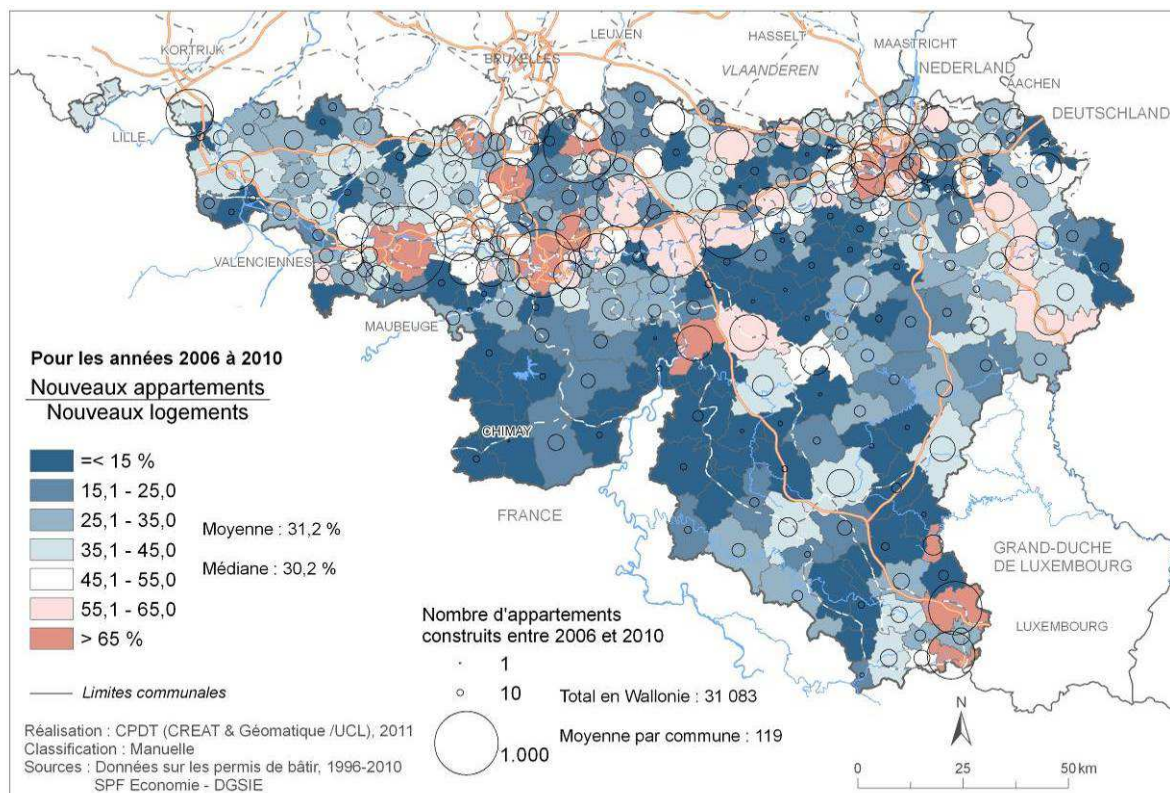 KORTRIJK
LEUVEN
HASSELT
MAASTRICHT
BRUXELLES
VLAANDEREN
NEDERLAND
AACHEN
DEUTSCHLAND
LILLE
VALENCIENNES
MAUBEUGE
CHIMAY
FRANCE
GRAND-DUCHE
DE LUXEMBOURG
LUXEMBOURG
Pour les années 2006 à 2010
Nouveaux appartements
Nouveaux logements
=< 15 %
15,1 - 25,0
25,1 - 35,0
35,1 - 45,0
45,1 - 55,0
55,1 - 65,0
> 65 %
Moyenne : 31,2 %
Médiane : 30,2 %
Limites communales
Réalisation : CPDT (CREAT & Géomatique /UCL), 2011
Classification : Manuelle
Sources : Données sur les permis de bâtir, 1996-2010
SPF Economie - DGSIE
Nombre d'appartements
construits entre 2006 et 2010
1
10
1.000
Total en Wallonie : 31 083
Moyenne par commune : 119
N
0 25 50 km